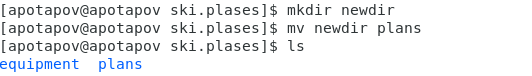 [apotapov@apotapov ski.plases]$ mkdir newdir
[apotapov@apotapov ski.plases]$ mv newdir plans
[apotapov@apotapov ski.plases]$ ls
equipment  plans